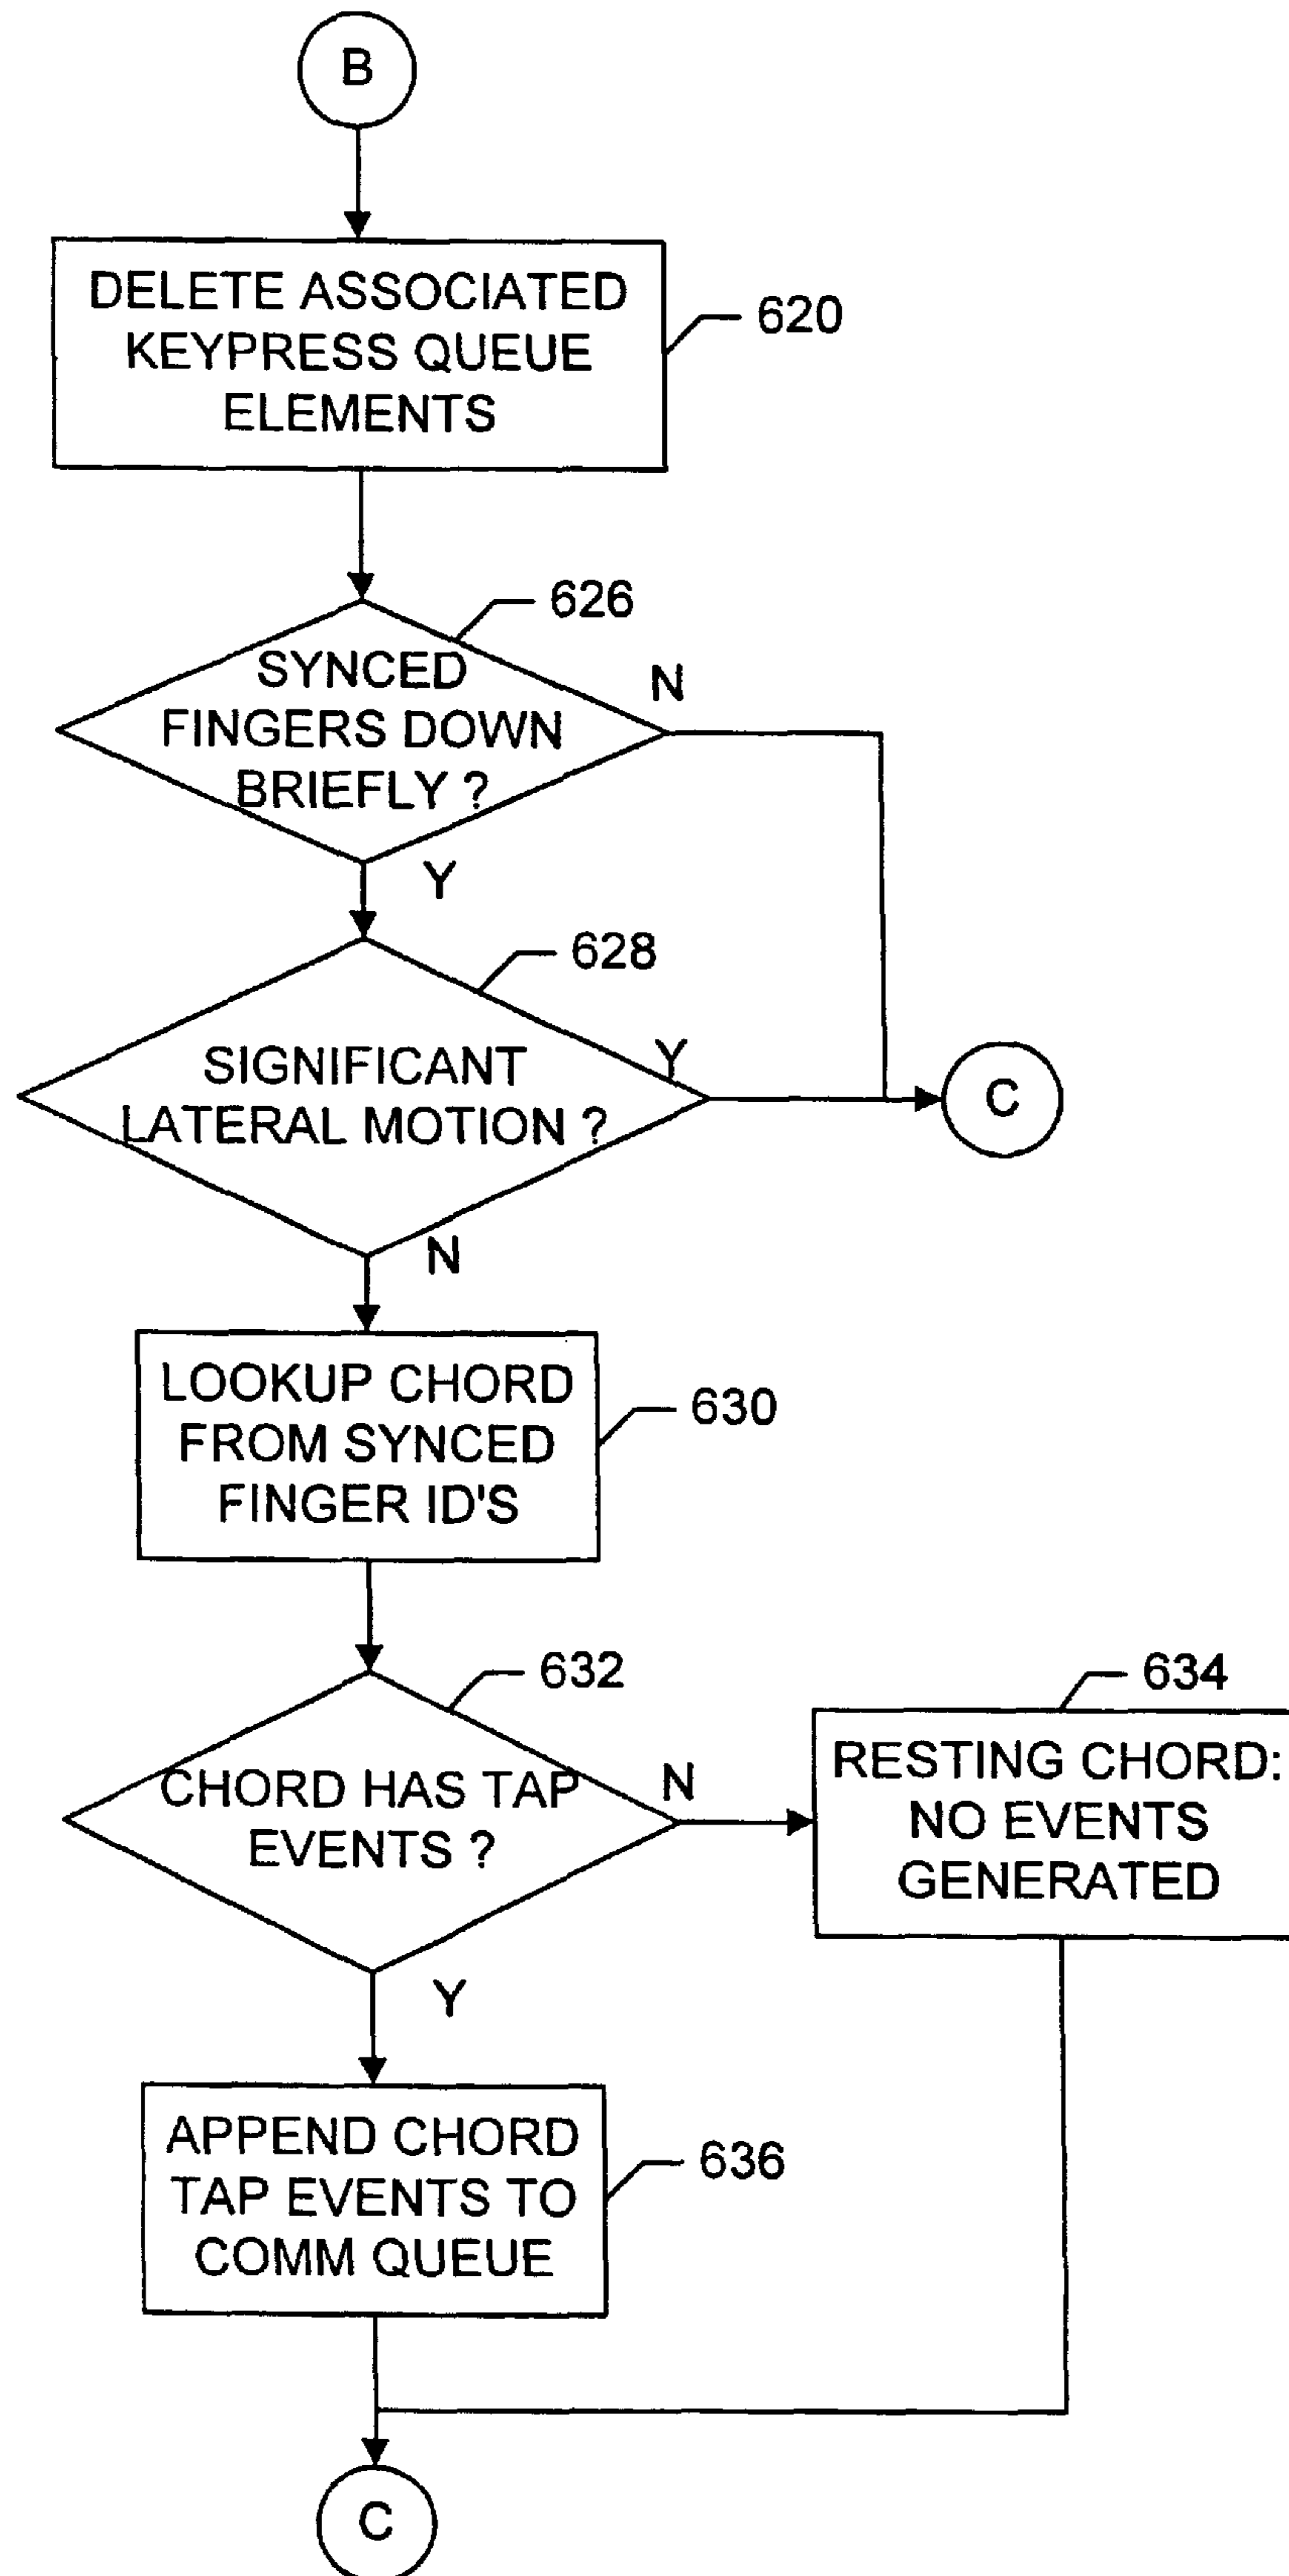 B
DELETE ASSOCIATED
KEYPRESS QUEUE
ELEMENTS
620
626
SYNCED
FINGERS DOWN
BRIEFLY ?
N
Y
628
SIGNIFICANT
LATERAL MOTION ?
Y
C
N
LOOKUP CHORD
FROM SYNCED
FINGER ID'S
630
632
CHORD HAS TAP
EVENTS ?
N
634
RESTING CHORD:
NO EVENTS
GENERATED
Y
APPEND CHORD
TAP EVENTS TO
COMM QUEUE
636
C